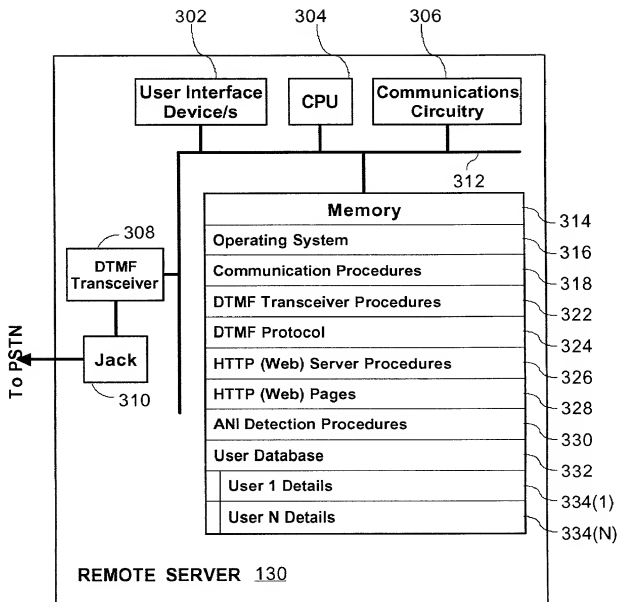 302
304
306
User Interface
Device/s
CPU
Communications
Circuitry
312
Memory
314
Operating System
316
Communication Procedures
318
DTMF Transceiver Procedures
322
DTMF Protocol
324
HTTP (Web) Server Procedures
326
HTTP (Web) Pages
328
ANI Detection Procedures
330
User Database
332
User 1 Details
334(1)
User N Details
334(N)
308
DTMF
Transceiver
Jack
310
To PSTN
REMOTE SERVER 130